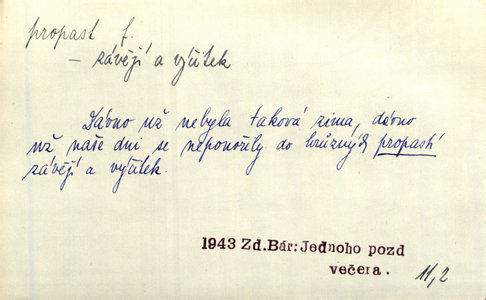 propast f.
– závějí a výčitek
Dávno už nebyla taková zima, dávno
už naše dni se neponořily do hrůzných propastí
závějí a výčitek.
1943 Zd.Bár: Jednoho pozd
večera.
11,2